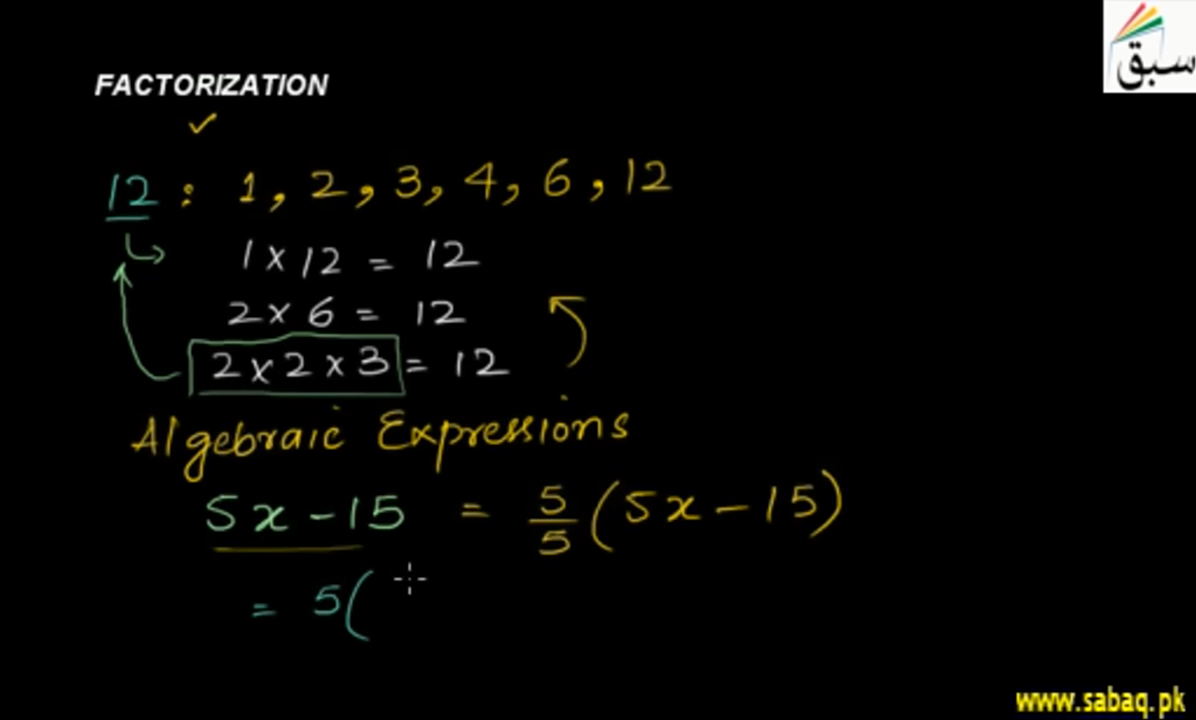 سبق
FACTORIZATION
12 : 1, 2, 3, 4, 6, 12
1 x 12 = 12
2 x 6 = 12
2 x 2 x 3 = 12
Algebraic Expressions
5x - 15 = 5/5 (5x - 15)
= 5(
www.sabaq.pk